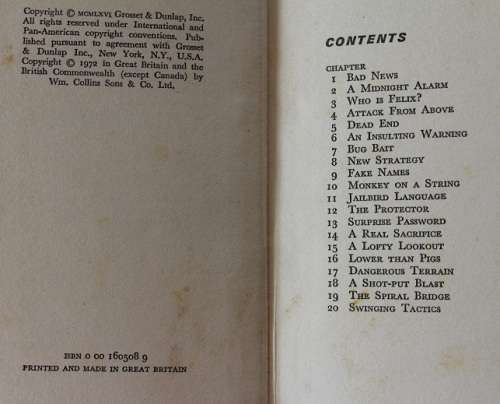 Copyright © MCMLXVI Grosset & Dunlap, Inc.
All rights reserved under International and
Pan-American copyright conventions. Pub-
lished pursuant to agreement with Grosset
& Dunlap Inc., New York, N.Y., U.S.A.
Copyright © 1972 in Great Britain and the
British Commonwealth (except Canada) by
Wm. Collins Sons & Co. Ltd.
ISBN 0 00 160508 9
PRINTED AND MADE IN GREAT BRITAIN
CONTENTS
CHAPTER
1 Bad News
2 A Midnight Alarm
3 Who is Felix?
4 Attack From Above
5 Dead End
6 An Insulting Warning
7 Bug Bait
8 New Strategy
9 Fake Names
10 Monkey on a String
11 Jailbird Language
12 The Protector
13 Surprise Password
14 A Real Sacrifice
15 A Lofty Lookout
16 Lower than Pigs
17 Dangerous Terrain
18 A Shot-put Blast
19 The Spiral Bridge
20 Swinging Tactics